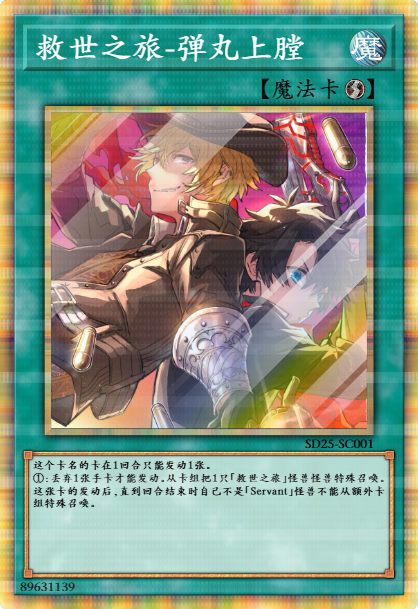 救世之旅-弹丸上膛
魔
【魔法卡】
SD25-SC001
这个卡名的卡在1回合只能发动1张。
①:丢弃1张手卡才能发动。从卡组把1只「救世之旅」怪兽怪兽特殊召唤。
这张卡的发动后,直到回合结束时自己不是「Servant」怪兽不能从额外卡
组特殊召唤。
89631139